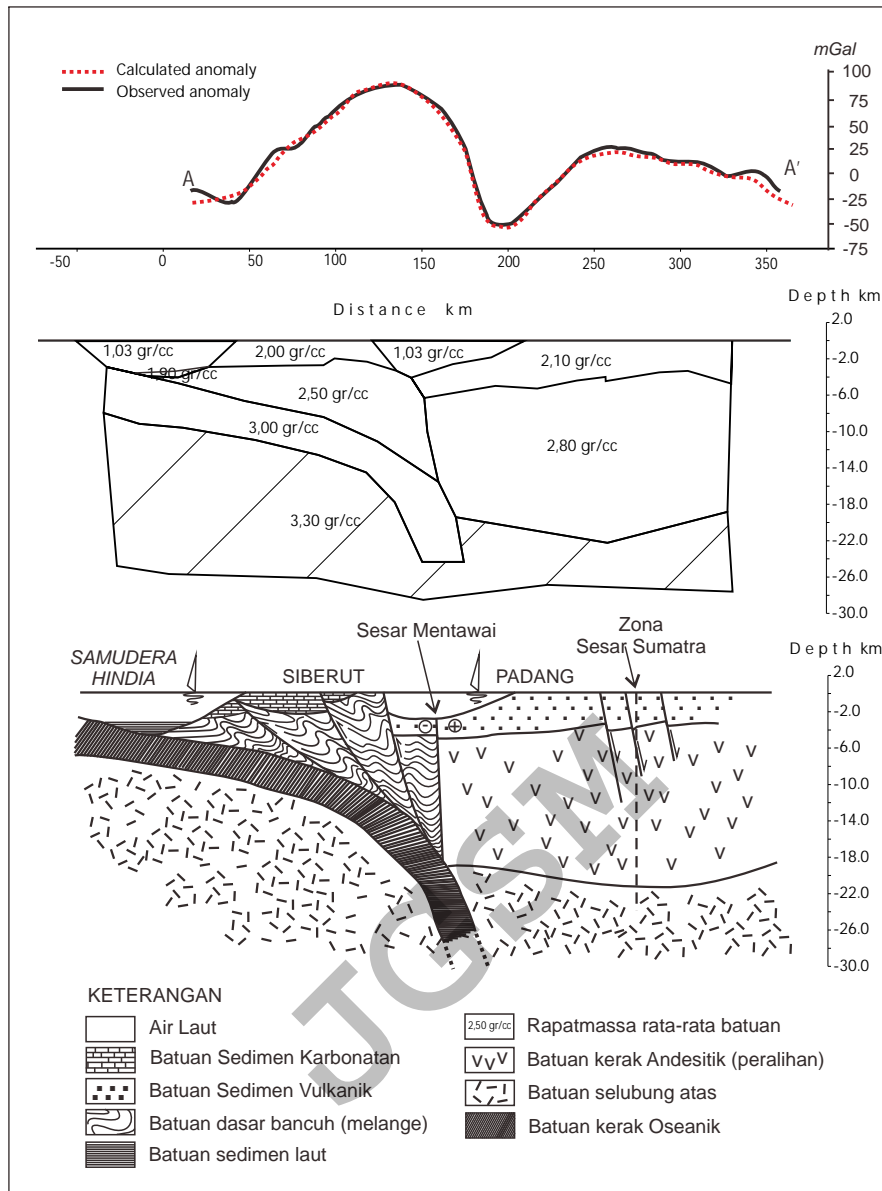 mGal
Calculated anomaly
Observed anomaly
A
A'
100
75
50
25
0
-25
-50
-75
-50 0 50 100 150 200 250 300 350
Distance km
Depth km
2.0
-2.0
-6.0
-10.0
-14.0
-18.0
-22.0
-26.0
-30.0
1,03 gr/cc
2,00 gr/cc
1,03 gr/cc
2,10 gr/cc
1,90 gr/cc
2,50 gr/cc
3,00 gr/cc
2,80 gr/cc
3,30 gr/cc
Sesar Mentawai
Zona
Sesar Sumatra
Depth km
SAMUDERA
HINDIA
SIBERUT
PADANG
2.0
-2.0
-6.0
-10.0
-14.0
-18.0
-22.0
-26.0
-30.0
JGSM
KETERANGAN
Air Laut
Batuan Sedimen Karbonatan
Batuan Sedimen Vulkanik
Batuan dasar bancuh (melange)
Batuan sedimen laut
2,50 gr/cc Rapatmassa rata-rata batuan
Batuan kerak Andesitik (peralihan)
Batuan selubung atas
Batuan kerak Oseanik